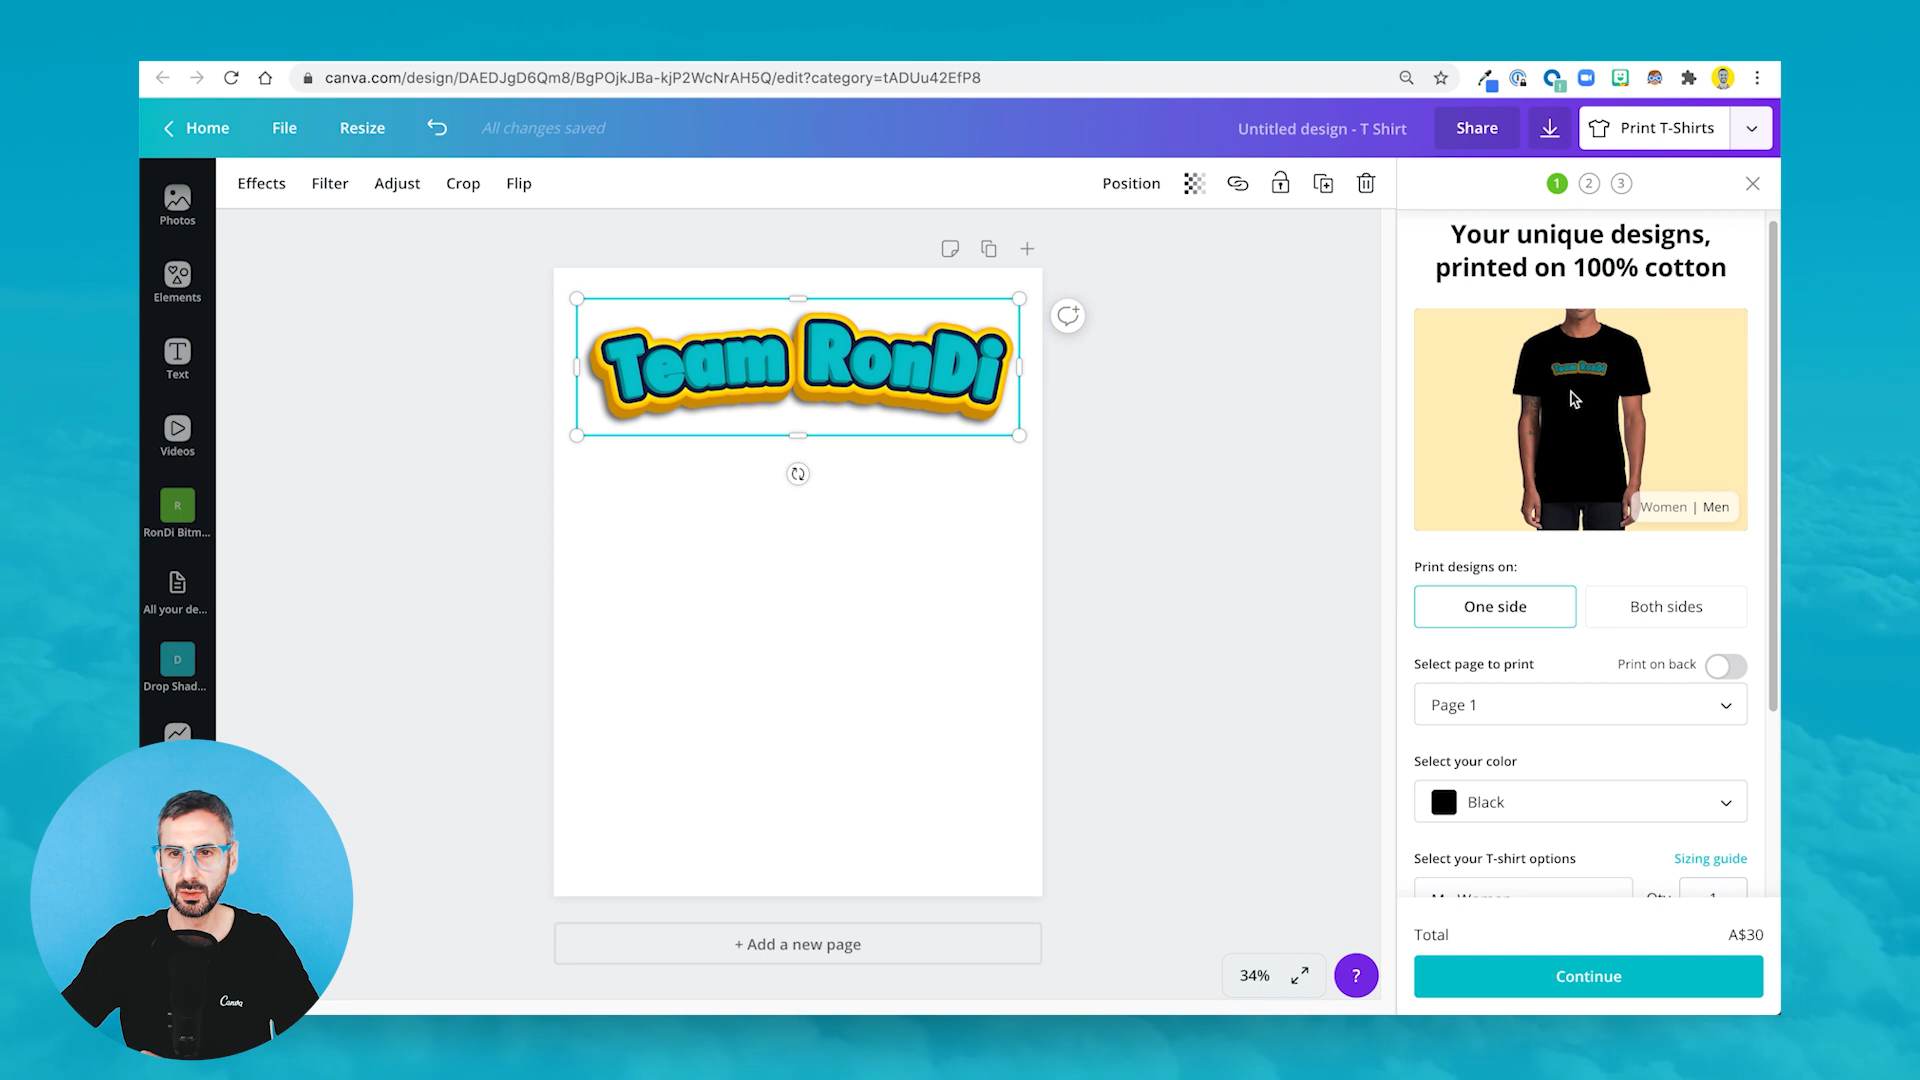 canva.com/design/DAEDJgD6Qm8/BgPOjkJBa-kjP2WcNrAH5Q/edit?category=tADUu42EfP8
Home File Resize All changes saved Untitled design - T Shirt Share Print T-Shirts
Effects Filter Adjust Crop Flip Position 1 2 3
Photos
Elements
Text
Videos
R
RonDi Bitm...
All your de...
D
Drop Shad...
Team RonDi
+ Add a new page
34% ?
Your unique designs,
printed on 100% cotton
Team RonDi
Women | Men
Print designs on:
One side Both sides
Select page to print Print on back
Page 1
Select your color
Black
Select your T-shirt options Sizing guide
Total A$30
Continue
Canva